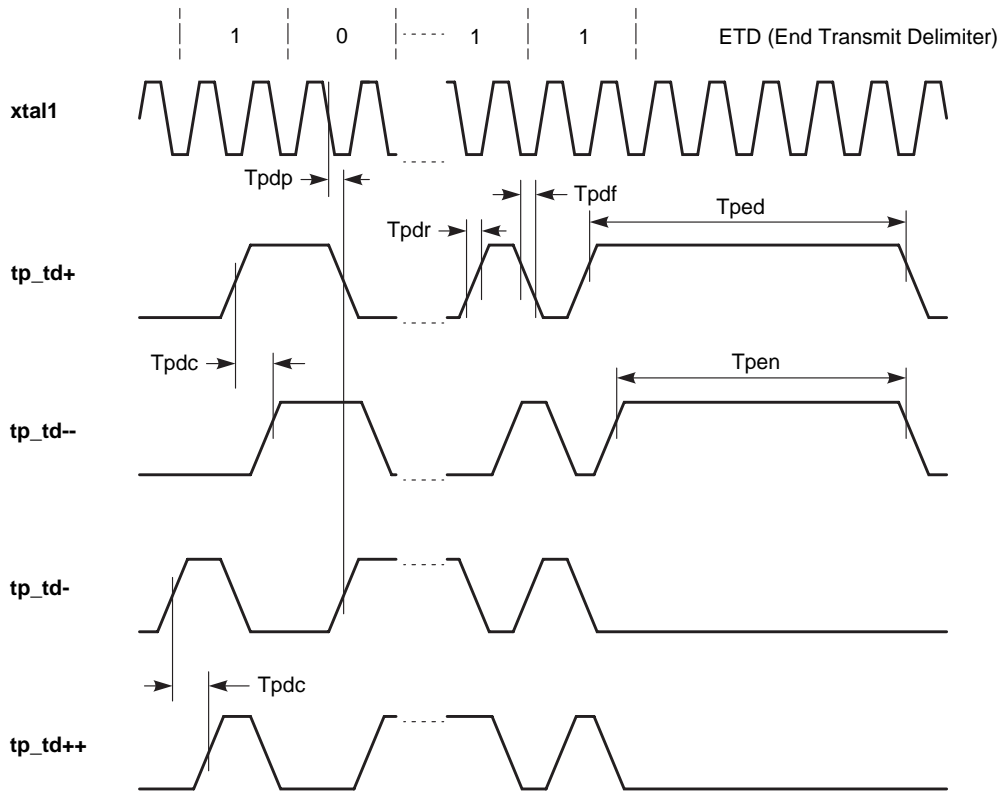 1 0 1 1 ETD (End Transmit Delimiter)
xtal1
Tpdp
Tpdf
Tped
Tpdr
tp_td+
Tpdc
Tpen
tp_td--
tp_td-
Tpdc
tp_td++